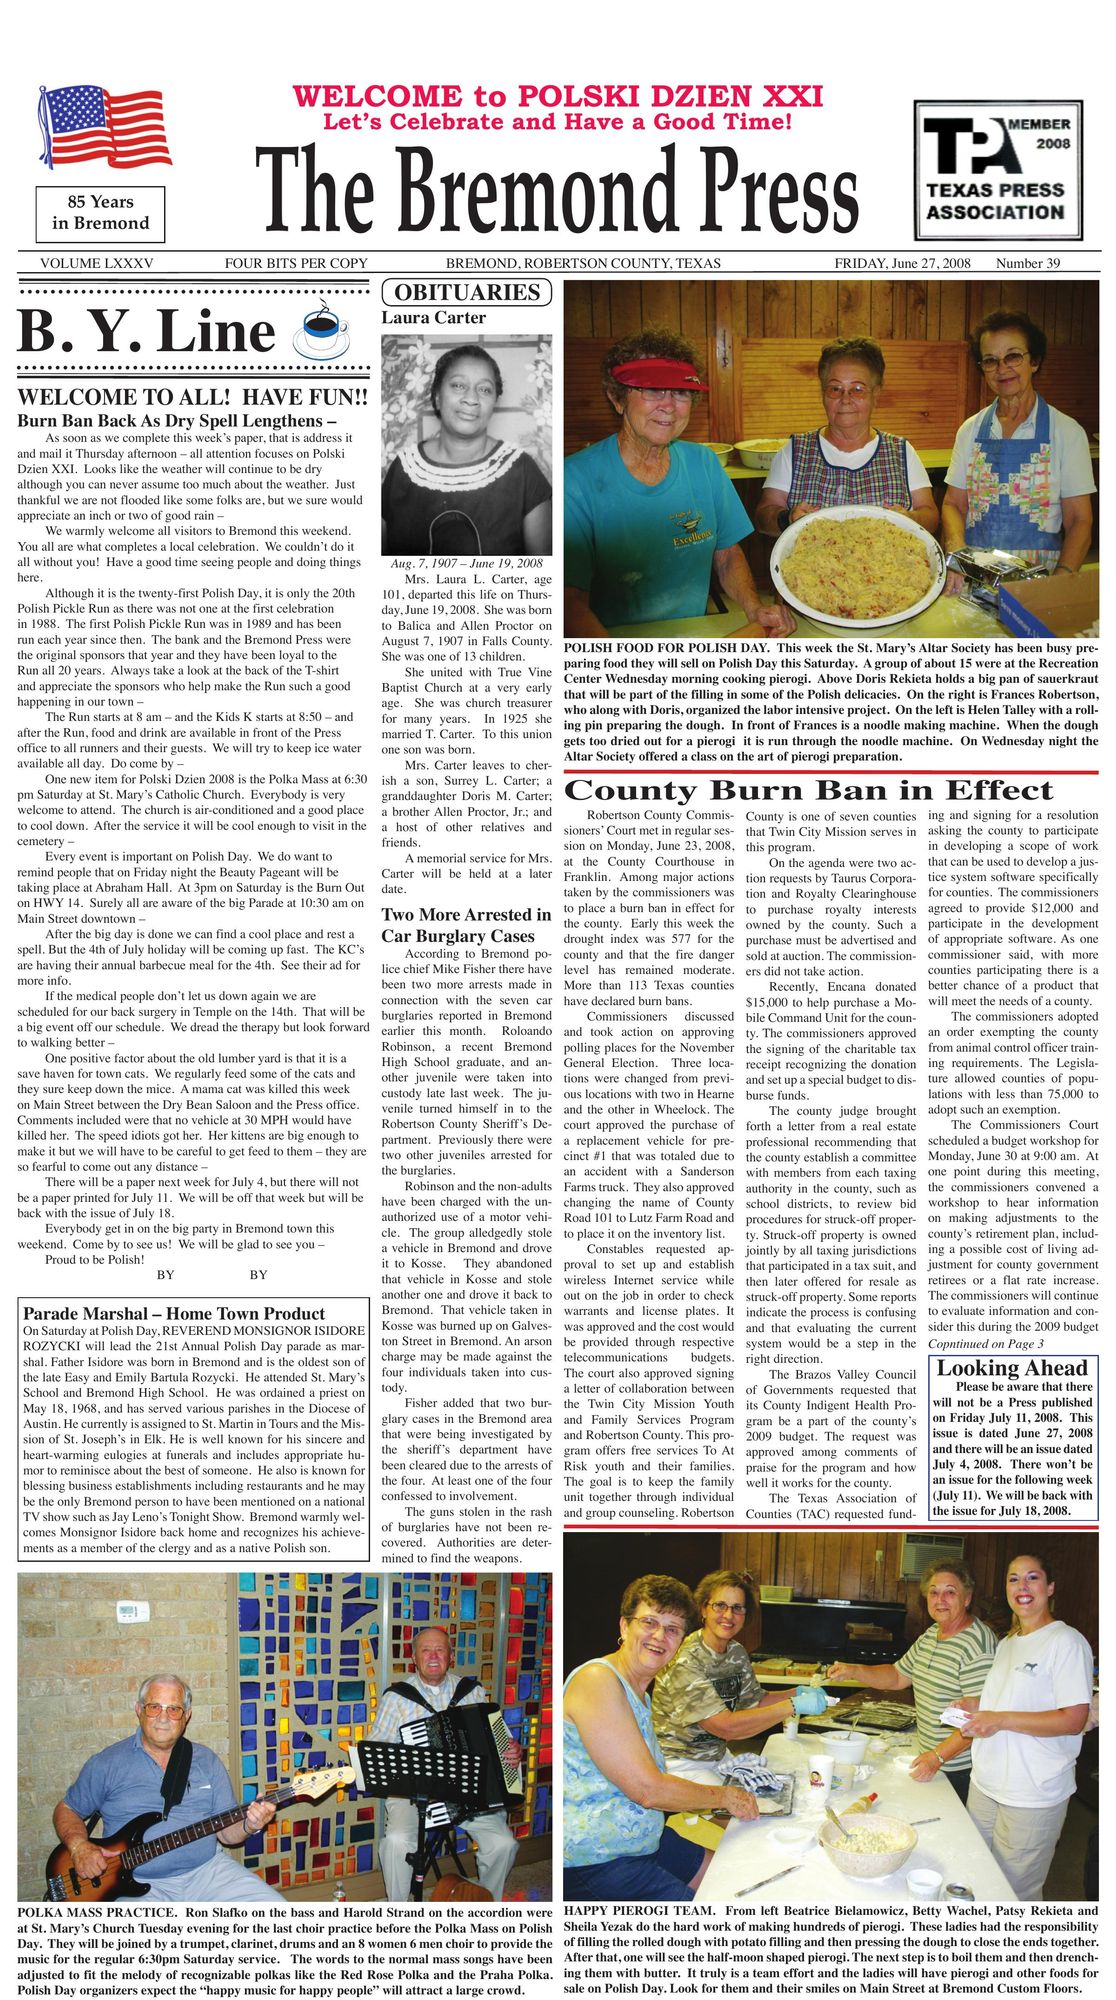 WELCOME to POLSKI DZIEN XXI
Let's Celebrate and Have a Good Time!
The Bremond Press
85 Years
in Bremond
MEMBER
2008
TPA
TEXAS PRESS
ASSOCIATION
VOLUME LXXXV FOUR BITS PER COPY BREMOND, ROBERTSON COUNTY, TEXAS FRIDAY, June 27, 2008 Number 39
B. Y. Line
WELCOME TO ALL! HAVE FUN!!
Burn Ban Back As Dry Spell Lengthens –
As soon as we complete this week's paper, that is address it
and mail it Thursday afternoon – all attention focuses on Polski
Dzien XXI. Looks like the weather will continue to be dry
although you can never assume too much about the weather. Just
thankful we are not flooded like some folks are, but we sure would
appreciate an inch or two of good rain –
We warmly welcome all visitors to Bremond this weekend.
You all are what completes a local celebration. We couldn't do it
all without you! Have a good time seeing people and doing things
here.
Although it is the twenty-first Polish Day, it is only the 20th
Polish Pickle Run as there was not one at the first celebration
in 1988. The first Polish Pickle Run was in 1989 and has been
run each year since then. The bank and the Bremond Press were
the original sponsors that year and they have been loyal to the
Run all 20 years. Always take a look at the back of the T-shirt
and appreciate the sponsors who help make the Run such a good
happening in our town –
The Run starts at 8 am – and the Kids K starts at 8:50 – and
after the Run, food and drink are available in front of the Press
office to all runners and their guests. We will try to keep ice water
available all day. Do come by –
One new item for Polski Dzien 2008 is the Polka Mass at 6:30
pm Saturday at St. Mary's Catholic Church. Everybody is very
welcome to attend. The church is air-conditioned and a good place
to cool down. After the service it will be cool enough to visit in the
cemetery –
Every event is important on Polish Day. We do want to
remind people that on Friday night the Beauty Pageant will be
taking place at Abraham Hall. At 3pm on Saturday is the Burn Out
on HWY 14. Surely all are aware of the big Parade at 10:30 am on
Main Street downtown –
After the big day is done we can find a cool place and rest a
spell. But the 4th of July holiday will be coming up fast. The KC's
are having their annual barbecue meal for the 4th. See their ad for
more info.
If the medical people don't let us down again we are
scheduled for our back surgery in Temple on the 14th. That will be
a big event off our schedule. We dread the therapy but look forward
to walking better –
One positive factor about the old lumber yard is that it is a
save haven for town cats. We regularly feed some of the cats and
they sure keep down the mice. A mama cat was killed this week
on Main Street between the Dry Bean Saloon and the Press office.
Comments included were that no vehicle at 30 MPH would have
killed her. The speed idiots got her. Her kittens are big enough to
make it but we will have to be careful to get feed to them – they are
so fearful to come out any distance –
There will be a paper next week for July 4, but there will not
be a paper printed for July 11. We will be off that week but will be
back with the issue of July 18.
Everybody get in on the big party in Bremond town this
weekend. Come by to see us! We will be glad to see you –
Proud to be Polish!
BY BY
Parade Marshal – Home Town Product
On Saturday at Polish Day, REVEREND MONSIGNOR ISIDORE
ROZYCKI will lead the 21st Annual Polish Day parade as mar-
shal. Father Isidore was born in Bremond and is the oldest son of
the late Easy and Emily Bartula Rozycki. He attended St. Mary's
School and Bremond High School. He was ordained a priest on
May 18, 1968, and has served various parishes in the Diocese of
Austin. He currently is assigned to St. Martin in Tours and the Mis-
sion of St. Joseph's in Elk. He is well known for his sincere and
heart-warming eulogies at funerals and includes appropriate hu-
mor to reminisce about the best of someone. He also is known for
blessing business establishments including restaurants and he may
be the only Bremond person to have been mentioned on a national
TV show such as Jay Leno's Tonight Show. Bremond warmly wel-
comes Monsignor Isidore back home and recognizes his achieve-
ments as a member of the clergy and as a native Polish son.
OBITUARIES
Laura Carter
Aug. 7, 1907 – June 19, 2008
Mrs. Laura L. Carter, age
101, departed this life on Thurs-
day, June 19, 2008. She was born
to Balica and Allen Proctor on
August 7, 1907 in Falls County.
She was one of 13 children.
She united with True Vine
Baptist Church at a very early
age. She was church treasurer
for many years. In 1925 she
married T. Carter. To this union
one son was born.
Mrs. Carter leaves to cher-
ish a son, Surrey L. Carter; a
granddaughter Doris M. Carter;
a brother Allen Proctor, Jr.; and
a host of other relatives and
friends.
A memorial service for Mrs.
Carter will be held at a later
date.
Two More Arrested in
Car Burglary Cases
According to Bremond po-
lice chief Mike Fisher there have
been two more arrests made in
connection with the seven car
burglaries reported in Bremond
earlier this month. Roloando
Robinson, a recent Bremond
High School graduate, and an-
other juvenile were taken into
custody late last week. The ju-
venile turned himself in to the
Robertson County Sheriff's De-
partment. Previously there were
two other juveniles arrested for
the burglaries.
Robinson and the non-adults
have been charged with the un-
authorized use of a motor vehi-
cle. The group alledgedly stole
a vehicle in Bremond and drove
it to Kosse. They abandoned
that vehicle in Kosse and stole
another one and drove it back to
Bremond. That vehicle taken in
Kosse was burned up on Galves-
ton Street in Bremond. An arson
charge may be made against the
four individuals taken into cus-
tody.
Fisher added that two bur-
glary cases in the Bremond area
that were being investigated by
the sheriff's department have
been cleared due to the arrests of
the four. At least one of the four
confessed to involvement.
The guns stolen in the rash
of burglaries have not been re-
covered. Authorities are deter-
mined to find the weapons.
Excellence
POLISH FOOD FOR POLISH DAY. This week the St. Mary's Altar Society has been busy pre-
paring food they will sell on Polish Day this Saturday. A group of about 15 were at the Recreation
Center Wednesday morning cooking pierogi. Above Doris Rekieta holds a big pan of sauerkraut
that will be part of the filling in some of the Polish delicacies. On the right is Frances Robertson,
who along with Doris, organized the labor intensive project. On the left is Helen Talley with a roll-
ing pin preparing the dough. In front of Frances is a noodle making machine. When the dough
gets too dried out for a pierogi it is run through the noodle machine. On Wednesday night the
Altar Society offered a class on the art of pierogi preparation.
County Burn Ban in Effect
Robertson County Commis-
sioners' Court met in regular ses-
sion on Monday, June 23, 2008,
at the County Courthouse in
Franklin. Among major actions
taken by the commissioners was
to place a burn ban in effect for
the county. Early this week the
drought index was 577 for the
county and that the fire danger
level has remained moderate.
More than 113 Texas counties
have declared burn bans.
Commissioners discussed
and took action on approving
polling places for the November
General Election. Three loca-
tions were changed from previ-
ous locations with two in Hearne
and the other in Wheelock. The
court approved the purchase of
a replacement vehicle for pre-
cinct #1 that was totaled due to
an accident with a Sanderson
Farms truck. They also approved
changing the name of County
Road 101 to Lutz Farm Road and
to place it on the inventory list.
Constables requested ap-
proval to set up and establish
wireless Internet service while
out on the job in order to check
warrants and license plates. It
was approved and the cost would
be provided through respective
telecommunications budgets.
The court also approved signing
a letter of collaboration between
the Twin City Mission Youth
and Family Services Program
and Robertson County. This pro-
gram offers free services To At
Risk youth and their families.
The goal is to keep the family
unit together through individual
and group counseling. Robertson
County is one of seven counties
that Twin City Mission serves in
this program.
On the agenda were two ac-
tion requests by Taurus Corpora-
tion and Royalty Clearinghouse
to purchase royalty interests
owned by the county. Such a
purchase must be advertised and
sold at auction. The commission-
ers did not take action.
Recently, Encana donated
$15,000 to help purchase a Mo-
bile Command Unit for the coun-
ty. The commissioners approved
the signing of the charitable tax
receipt recognizing the donation
and set up a special budget to dis-
burse funds.
The county judge brought
forth a letter from a real estate
professional recommending that
the county establish a committee
with members from each taxing
authority in the county, such as
school districts, to review bid
procedures for struck-off proper-
ty. Struck-off property is owned
jointly by all taxing jurisdictions
that participated in a tax suit, and
then later offered for resale as
struck-off property. Some reports
indicate the process is confusing
and that evaluating the current
system would be a step in the
right direction.
The Brazos Valley Council
of Governments requested that
its County Indigent Health Pro-
gram be a part of the county's
2009 budget. The request was
approved among comments of
praise for the program and how
well it works for the county.
The Texas Association of
Counties (TAC) requested fund-
ing and signing for a resolution
asking the county to participate
in developing a scope of work
that can be used to develop a jus-
tice system software specifically
for counties. The commissioners
agreed to provide $12,000 and
participate in the development
of appropriate software. As one
commissioner said, with more
counties participating there is a
better chance of a product that
will meet the needs of a county.
The commissioners adopted
an order exempting the county
from animal control officer train-
ing requirements. The Legisla-
ture allowed counties of popu-
lations with less than 75,000 to
adopt such an exemption.
The Commissioners Court
scheduled a budget workshop for
Monday, June 30 at 9:00 am. At
one point during this meeting,
the commissioners convened a
workshop to hear information
on making adjustments to the
county's retirement plan, includ-
ing a possible cost of living ad-
justment for county government
retirees or a flat rate increase.
The commissioners will continue
to evaluate information and con-
sider this during the 2009 budget
Copntinued on Page 3
Looking Ahead
Please be aware that there
will not be a Press published
on Friday July 11, 2008. This
issue is dated June 27, 2008
and there will be an issue dated
July 4, 2008. There won't be
an issue for the following week
(July 11). We will be back with
the issue for July 18, 2008.
POLKA MASS PRACTICE. Ron Slafko on the bass and Harold Strand on the accordion were
at St. Mary's Church Tuesday evening for the last choir practice before the Polka Mass on Polish
Day. They will be joined by a trumpet, clarinet, drums and an 8 women 6 men choir to provide the
music for the regular 6:30pm Saturday service. The words to the normal mass songs have been
adjusted to fit the melody of recognizable polkas like the Red Rose Polka and the Praha Polka.
Polish Day organizers expect the "happy music for happy people" will attract a large crowd.
HAPPY PIEROGI TEAM. From left Beatrice Bielamowicz, Betty Wachel, Patsy Rekieta and
Sheila Yezak do the hard work of making hundreds of pierogi. These ladies had the responsibility
of filling the rolled dough with potato filling and then pressing the dough to close the ends together.
After that, one will see the half-moon shaped pierogi. The next step is to boil them and then drench-
ing them with butter. It truly is a team effort and the ladies will have pierogi and other foods for
sale on Polish Day. Look for them and their smiles on Main Street at Bremond Custom Floors.